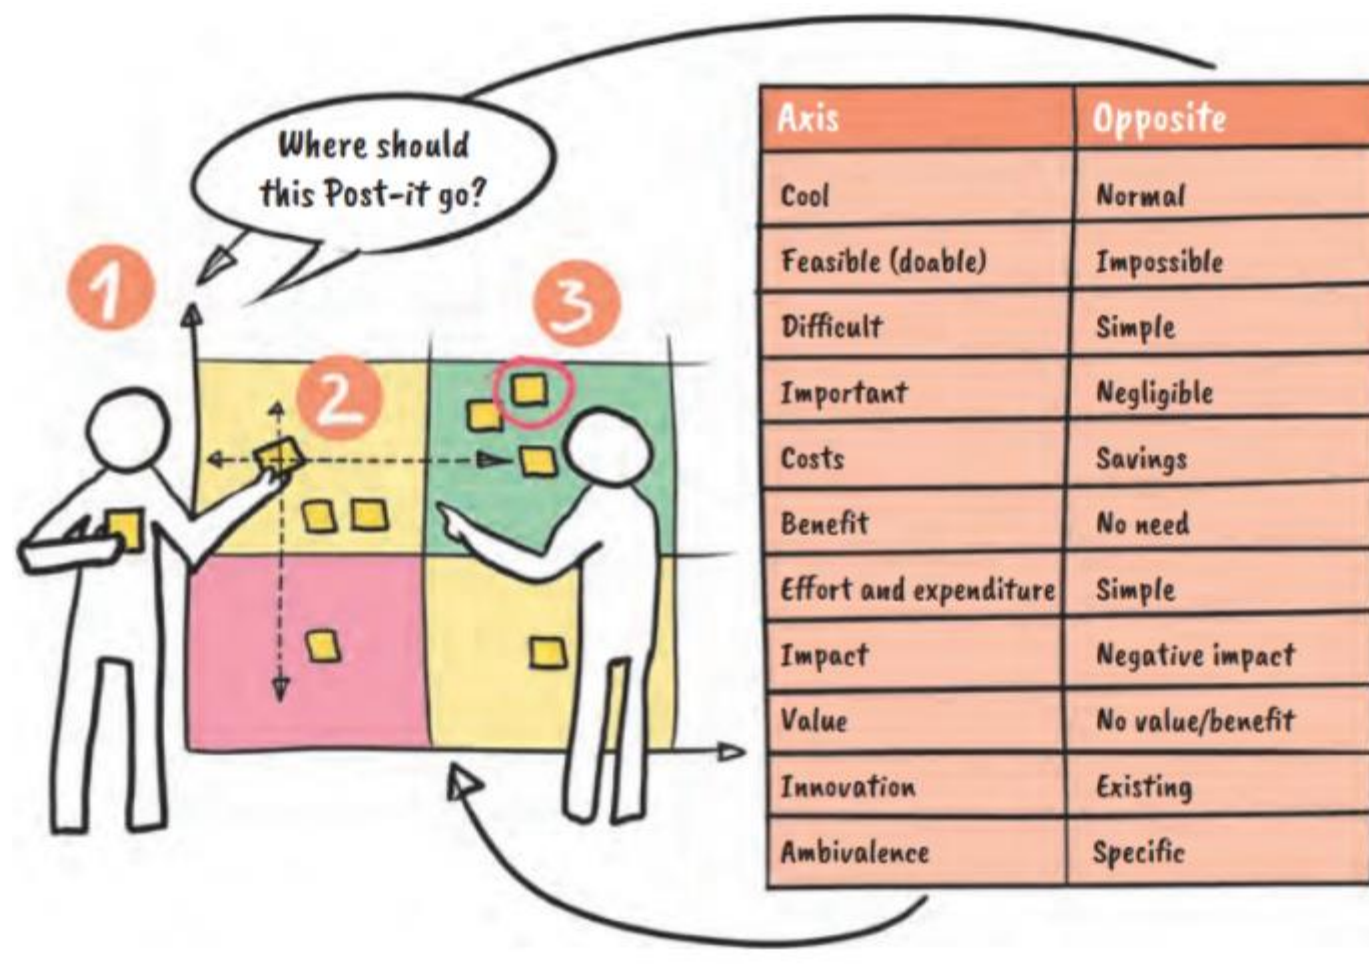 Where should
this Post-it go?
1
2
3
Axis Opposite
Cool Normal
Feasible (doable) Impossible
Difficult Simple
Important Negligible
Costs Savings
Benefit No need
Effort and expenditure Simple
Impact Negative impact
Value No value/benefit
Innovation Existing
Ambivalence Specific